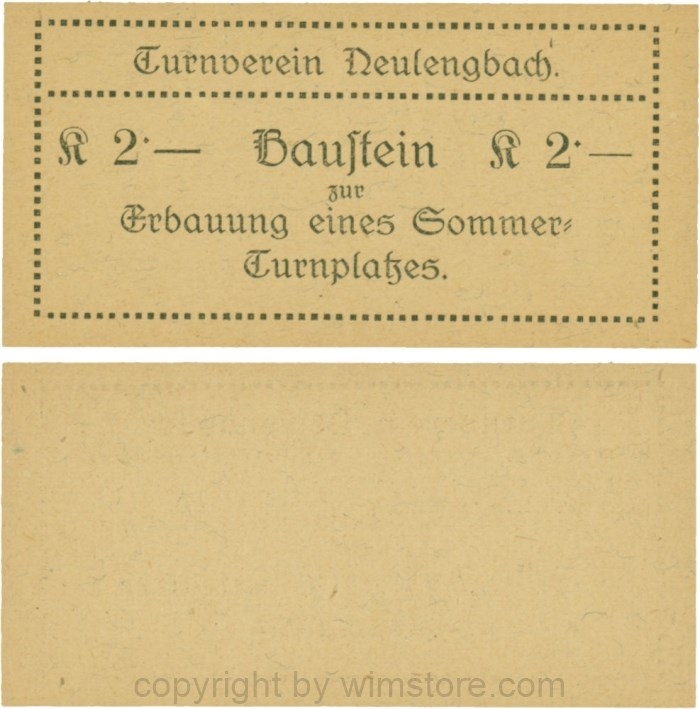 Turnverein Neulengbach.
K 2·— Bauſtein K 2·—
zur
Erbauung eines Sommer⸗
Turnplatzes.
copyright by wimstore.com